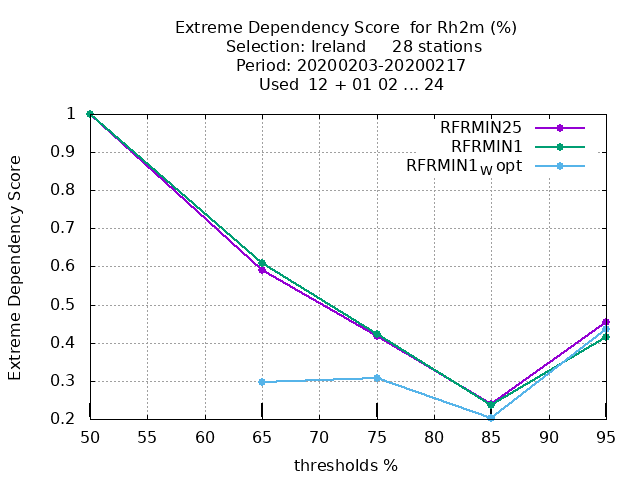 Extreme Dependency Score  for Rh2m (%)
Selection: Ireland     28 stations
Period: 20200203-20200217
Used  12 + 01 02 ... 24
RFRMIN25
RFRMIN1
RFRMIN1W opt
1
0.9
0.8
0.7
0.6
0.5
0.4
0.3
0.2
Extreme Dependency Score
50 55 60 65 70 75 80 85 90 95
thresholds %